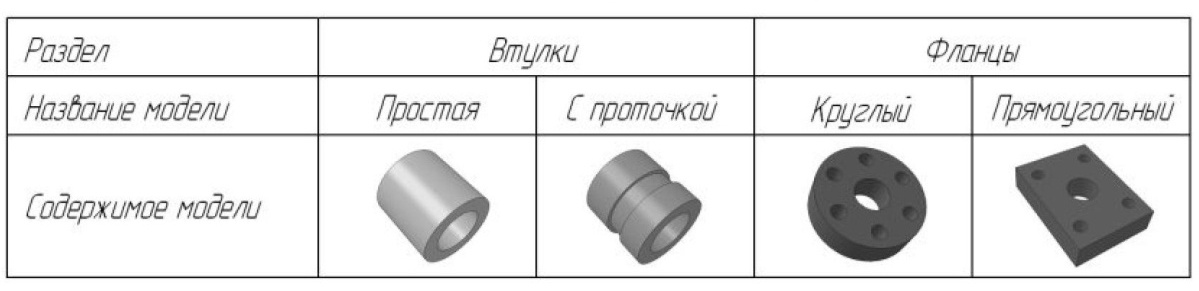 Раздел Втулки Фланцы
Название модели Простая С проточкой Круглый Прямоугольный
Содержимое модели